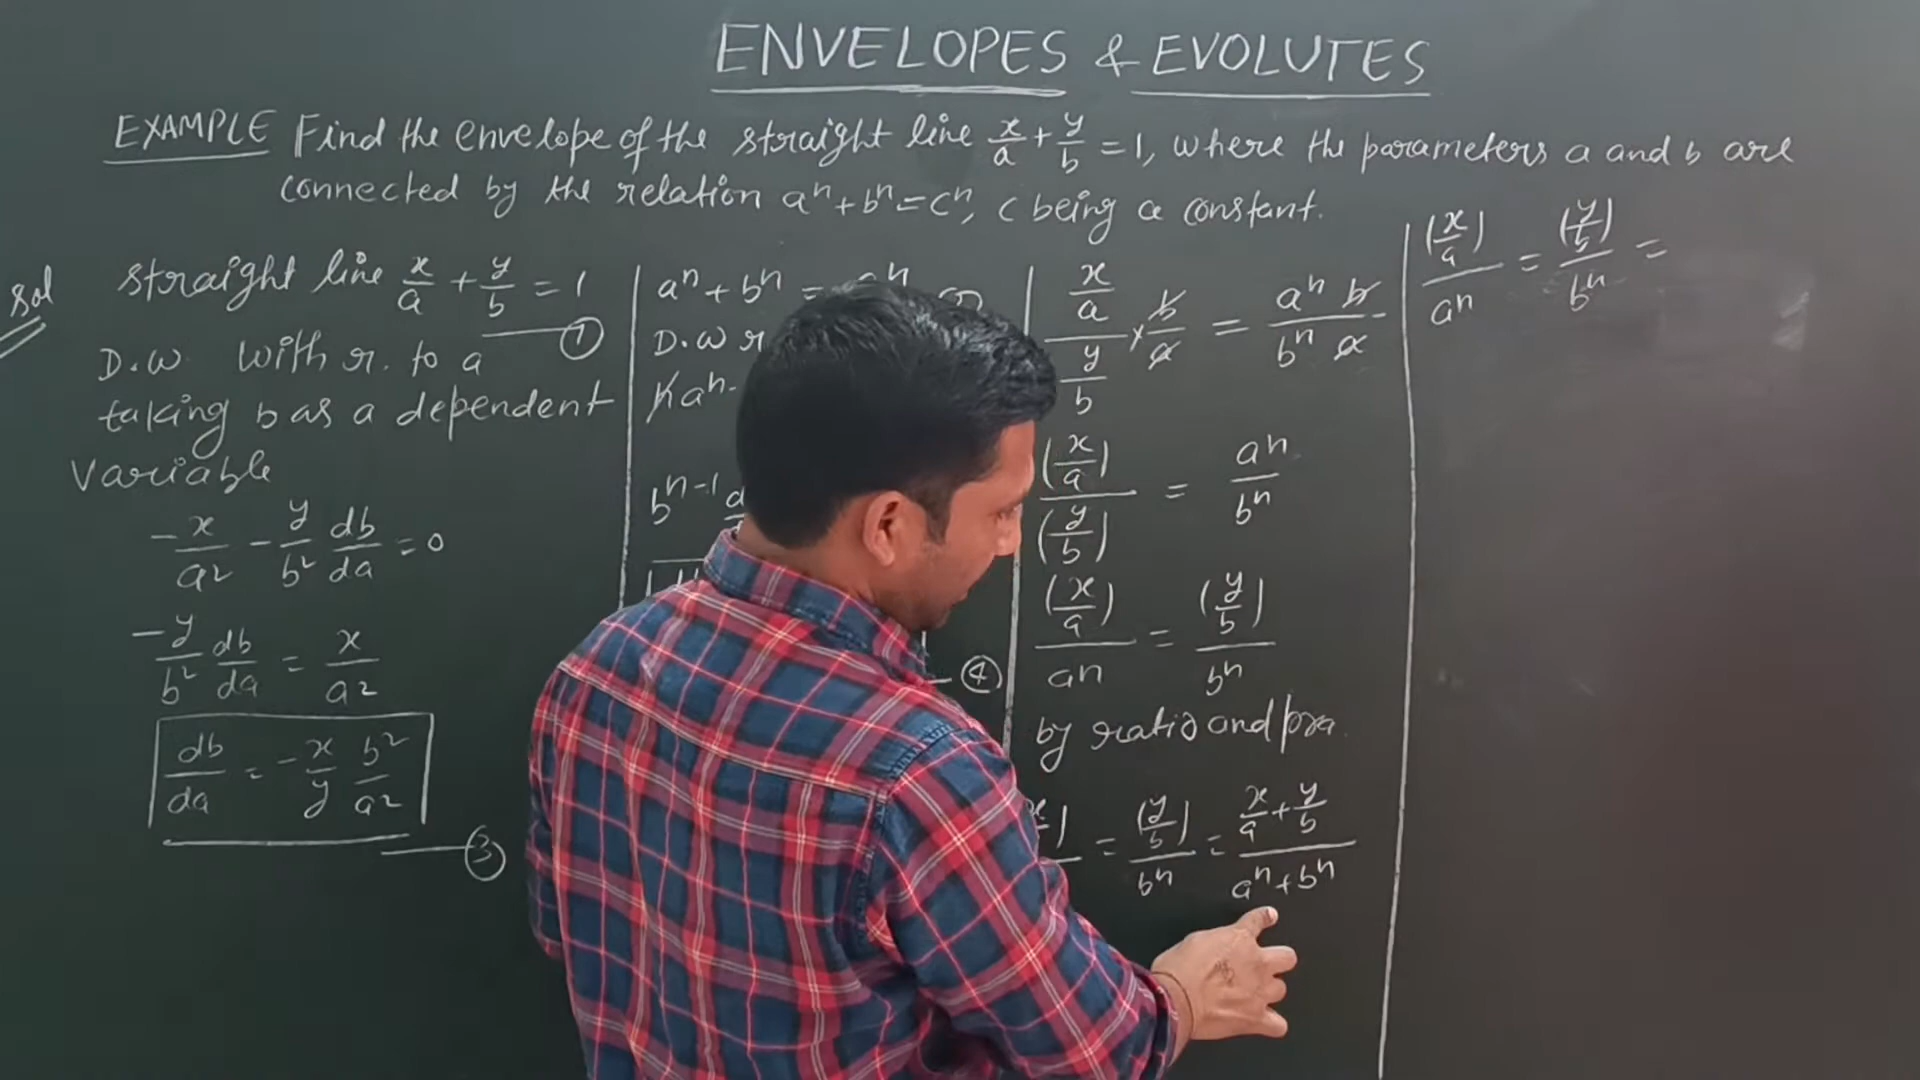 ENVELOPES & EVOLUTES
EXAMPLE Find the envelope of the straight line x/a + y/b = 1, where the parameters a and b are
connected by the relation aⁿ + bⁿ = cⁿ, c being a constant.
Sol straight line x/a + y/b = 1
①
D.w with r. to a
taking b as a dependent
variable
-x/a² - y/b² db/da = 0
-y/b² db/da = x/a²
db/da = -x/y b²/a²
③
aⁿ + bⁿ =
D.w r
naⁿ-
bⁿ⁻¹
④
(x/a)/(y/b) × b/a = aⁿ b/bⁿ a
(x/a)/(y/b) = aⁿ/bⁿ
(x/a)/aⁿ = (y/b)/bⁿ
by ratio and pro.
= (y/b)/bⁿ = (x/a + y/b)/(aⁿ + bⁿ)
(x/a)/aⁿ = (y/b)/bⁿ =